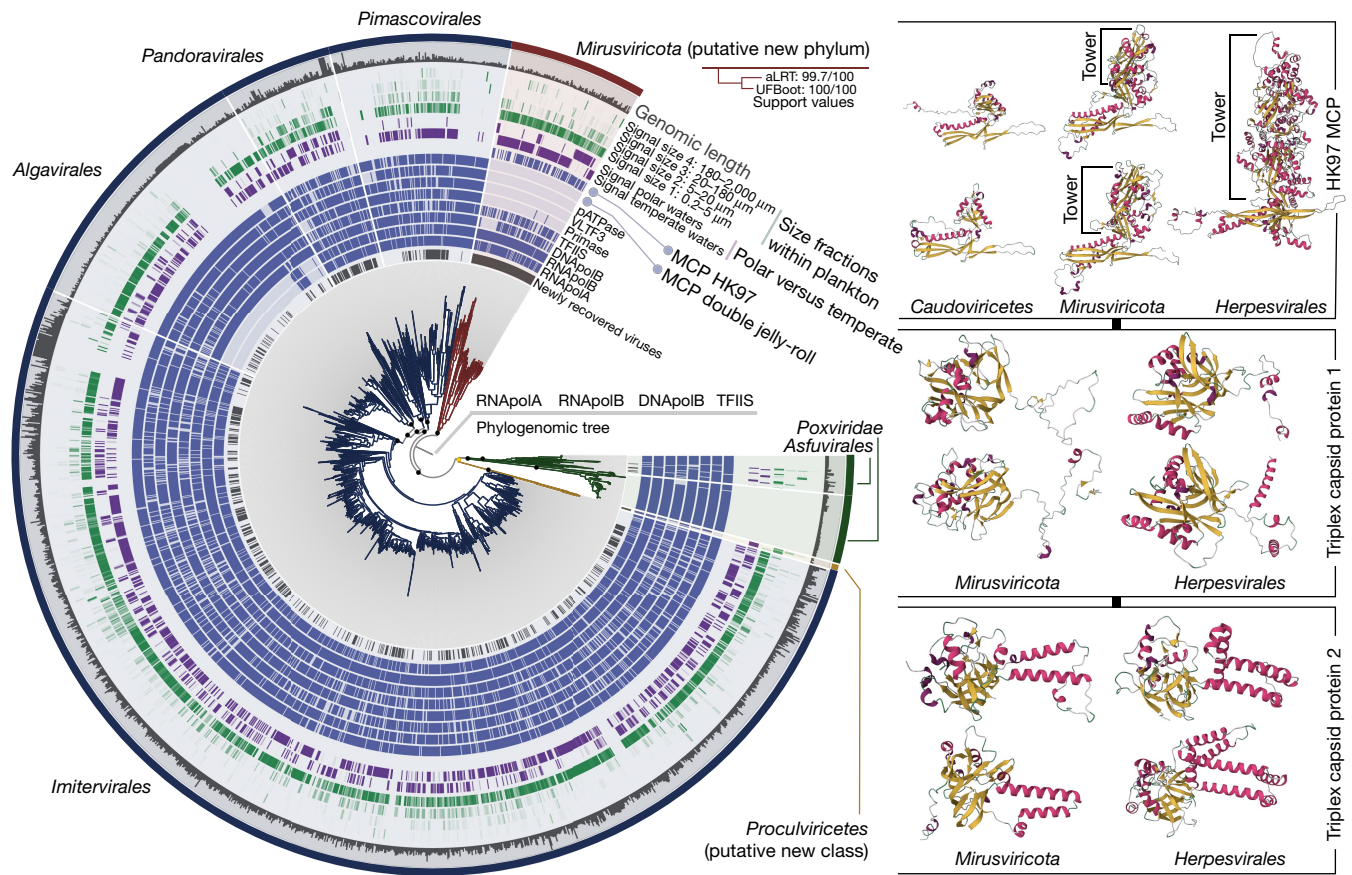 Pimascovirales
Pandoravirales
Algavirales
Imitervirales
Mirusviricota (putative new phylum)
aLRT: 99.7/100
UFBoot: 100/100
Support values
Genomic length
Signal size 4: 180–2,000 µm
Signal size 3: 20–180 µm
Signal size 2: 5–20 µm
Signal size 1: 0.2–5 µm
Signal polar waters
Signal temperate waters
Size fractions
within plankton
Polar versus temperate
pATPase
VLTF3
Primase
TFIIS
DNApolB
RNApolB
RNApolA
Newly recovered viruses
MCP HK97
MCP double jelly-roll
RNApolA RNApolB DNApolB TFIIS
Phylogenomic tree
Poxviridae
Asfuvirales
Proculviricetes
(putative new class)
Tower
Tower
Tower
HK97 MCP
Caudoviricetes Mirusviricota Herpesvirales
Triplex capsid protein 1
Mirusviricota Herpesvirales
Triplex capsid protein 2
Mirusviricota Herpesvirales